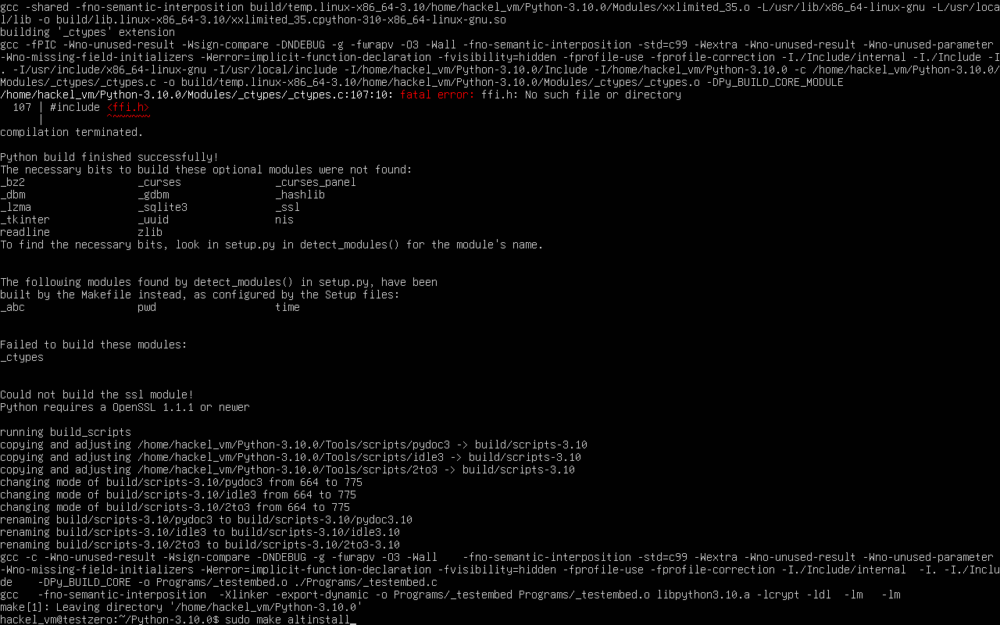 gcc -shared -fno-semantic-interposition build/temp.linux-x86_64-3.10/home/hackel_vm/Python-3.10.0/Modules/xxlimited_35.o -L/usr/lib/x86_64-linux-gnu -L/usr/loca
l/lib -o build/lib.linux-x86_64-3.10/xxlimited_35.cpython-310-x86_64-linux-gnu.so
building '_ctypes' extension
gcc -fPIC -Wno-unused-result -Wsign-compare -DNDEBUG -g -fwrapv -O3 -Wall -fno-semantic-interposition -std=c99 -Wextra -Wno-unused-result -Wno-unused-parameter
-Wno-missing-field-initializers -Werror=implicit-function-declaration -fvisibility=hidden -fprofile-use -fprofile-correction -I./Include/internal -I./Include -I
. -I/usr/include/x86_64-linux-gnu -I/usr/local/include -I/home/hackel_vm/Python-3.10.0/Include -I/home/hackel_vm/Python-3.10.0 -c /home/hackel_vm/Python-3.10.0/
Modules/_ctypes/_ctypes.c -o build/temp.linux-x86_64-3.10/home/hackel_vm/Python-3.10.0/Modules/_ctypes/_ctypes.o -DPy_BUILD_CORE_MODULE
/home/hackel_vm/Python-3.10.0/Modules/_ctypes/_ctypes.c:107:10: fatal error: ffi.h: No such file or directory
  107 | #include <ffi.h>
      |          ^~~~~~~
compilation terminated.

Python build finished successfully!
The necessary bits to build these optional modules were not found:
_bz2                  _curses               _curses_panel
_dbm                  _gdbm                 _hashlib
_lzma                 _sqlite3              _ssl
_tkinter              _uuid                 nis
readline              zlib
To find the necessary bits, look in setup.py in detect_modules() for the module's name.

The following modules found by detect_modules() in setup.py, have been
built by the Makefile instead, as configured by the Setup files:
_abc                  pwd                   time

Failed to build these modules:
_ctypes

Could not build the ssl module!
Python requires a OpenSSL 1.1.1 or newer

running build_scripts
copying and adjusting /home/hackel_vm/Python-3.10.0/Tools/scripts/pydoc3 -> build/scripts-3.10
copying and adjusting /home/hackel_vm/Python-3.10.0/Tools/scripts/idle3 -> build/scripts-3.10
copying and adjusting /home/hackel_vm/Python-3.10.0/Tools/scripts/2to3 -> build/scripts-3.10
changing mode of build/scripts-3.10/pydoc3 from 664 to 775
changing mode of build/scripts-3.10/idle3 from 664 to 775
changing mode of build/scripts-3.10/2to3 from 664 to 775
renaming build/scripts-3.10/pydoc3 to build/scripts-3.10/pydoc3.10
renaming build/scripts-3.10/idle3 to build/scripts-3.10/idle3.10
renaming build/scripts-3.10/2to3 to build/scripts-3.10/2to3-3.10
gcc -c -Wno-unused-result -Wsign-compare -DNDEBUG -g -fwrapv -O3 -Wall    -fno-semantic-interposition -std=c99 -Wextra -Wno-unused-result -Wno-unused-parameter
-Wno-missing-field-initializers -Werror=implicit-function-declaration -fvisibility=hidden -fprofile-use -fprofile-correction -I./Include/internal  -I. -I./Inclu
de    -DPy_BUILD_CORE -o Programs/_testembed.o ./Programs/_testembed.c
gcc   -fno-semantic-interposition  -Xlinker -export-dynamic -o Programs/_testembed Programs/_testembed.o libpython3.10.a -lcrypt -ldl  -lm   -lm
make[1]: Leaving directory '/home/hackel_vm/Python-3.10.0'
hackel_vm@testzero:~/Python-3.10.0$ sudo make altinstall_